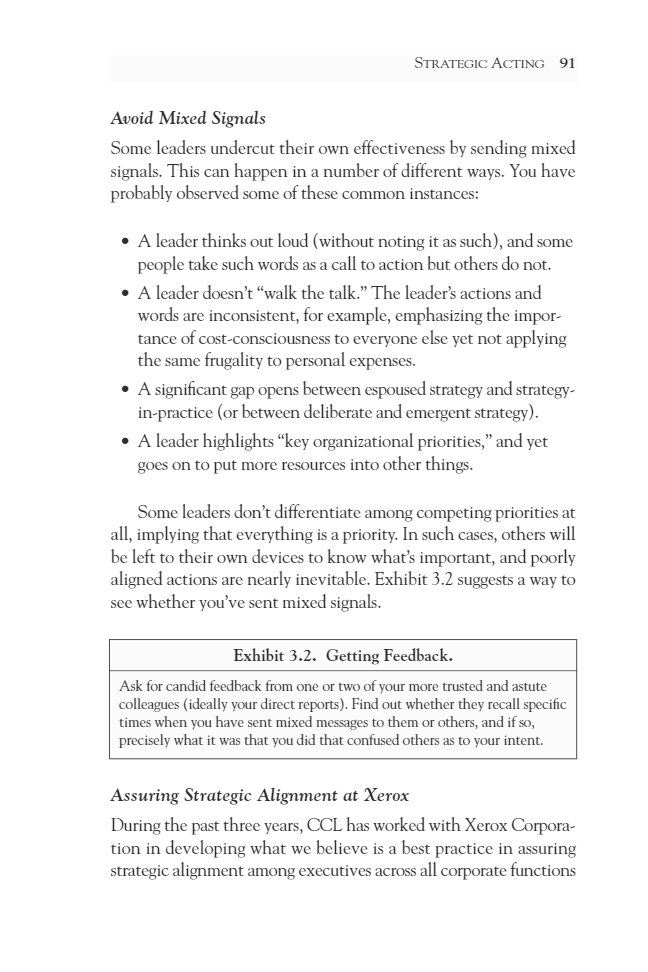 STRATEGIC ACTING 91
Avoid Mixed Signals
Some leaders undercut their own effectiveness by sending mixed
signals. This can happen in a number of different ways. You have
probably observed some of these common instances:
• A leader thinks out loud (without noting it as such), and some
people take such words as a call to action but others do not.
• A leader doesn’t “walk the talk.” The leader’s actions and
words are inconsistent, for example, emphasizing the impor-
tance of cost-consciousness to everyone else yet not applying
the same frugality to personal expenses.
• A significant gap opens between espoused strategy and strategy-
in-practice (or between deliberate and emergent strategy).
• A leader highlights “key organizational priorities,” and yet
goes on to put more resources into other things.
Some leaders don’t differentiate among competing priorities at
all, implying that everything is a priority. In such cases, others will
be left to their own devices to know what’s important, and poorly
aligned actions are nearly inevitable. Exhibit 3.2 suggests a way to
see whether you’ve sent mixed signals.
Exhibit 3.2. Getting Feedback.
Ask for candid feedback from one or two of your more trusted and astute
colleagues (ideally your direct reports). Find out whether they recall specific
times when you have sent mixed messages to them or others, and if so,
precisely what it was that you did that confused others as to your intent.
Assuring Strategic Alignment at Xerox
During the past three years, CCL has worked with Xerox Corpora-
tion in developing what we believe is a best practice in assuring
strategic alignment among executives across all corporate functions